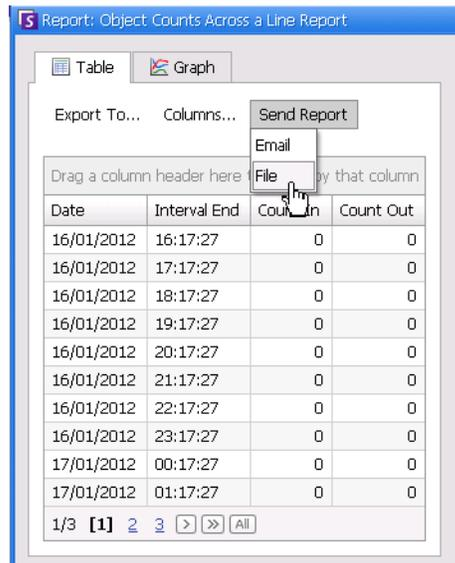 Report: Object Counts Across a Line Report
Table Graph
Export To... Columns... Send Report
Email
File
Drag a column header here by that column
Date Interval End Count In Count Out
16/01/2012 16:17:27 0 0
16/01/2012 17:17:27 0 0
16/01/2012 18:17:27 0 0
16/01/2012 19:17:27 0 0
16/01/2012 20:17:27 0 0
16/01/2012 21:17:27 0 0
16/01/2012 22:17:27 0 0
16/01/2012 23:17:27 0 0
17/01/2012 00:17:27 0 0
17/01/2012 01:17:27 0 0
1/3 [1] 2 3 > >> All